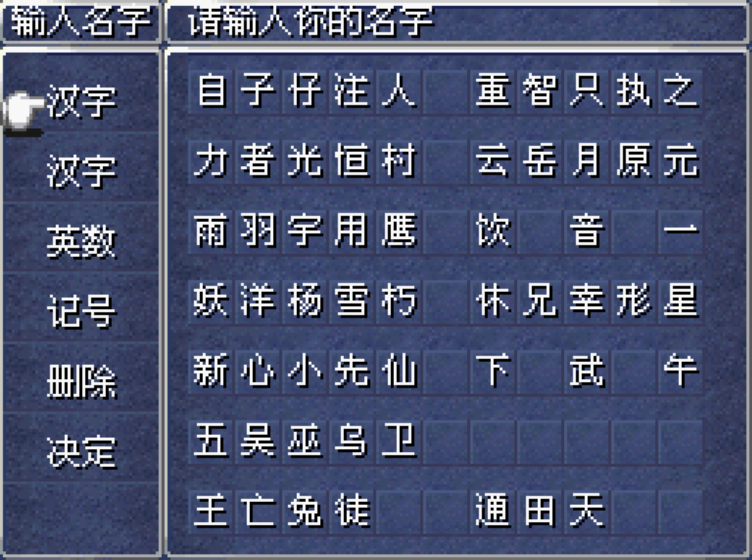 输入名字 请输入你的名字
汉字
汉字
英数
记号
删除
决定
自子仔注人 重智只执之
力者光恒村 云岳月原元
雨羽宇用鹰 饮 音 一
妖洋杨雪朽 休兄幸形星
新心小先仙 下 武 午
五吴巫乌卫
王亡兔徒 通田天